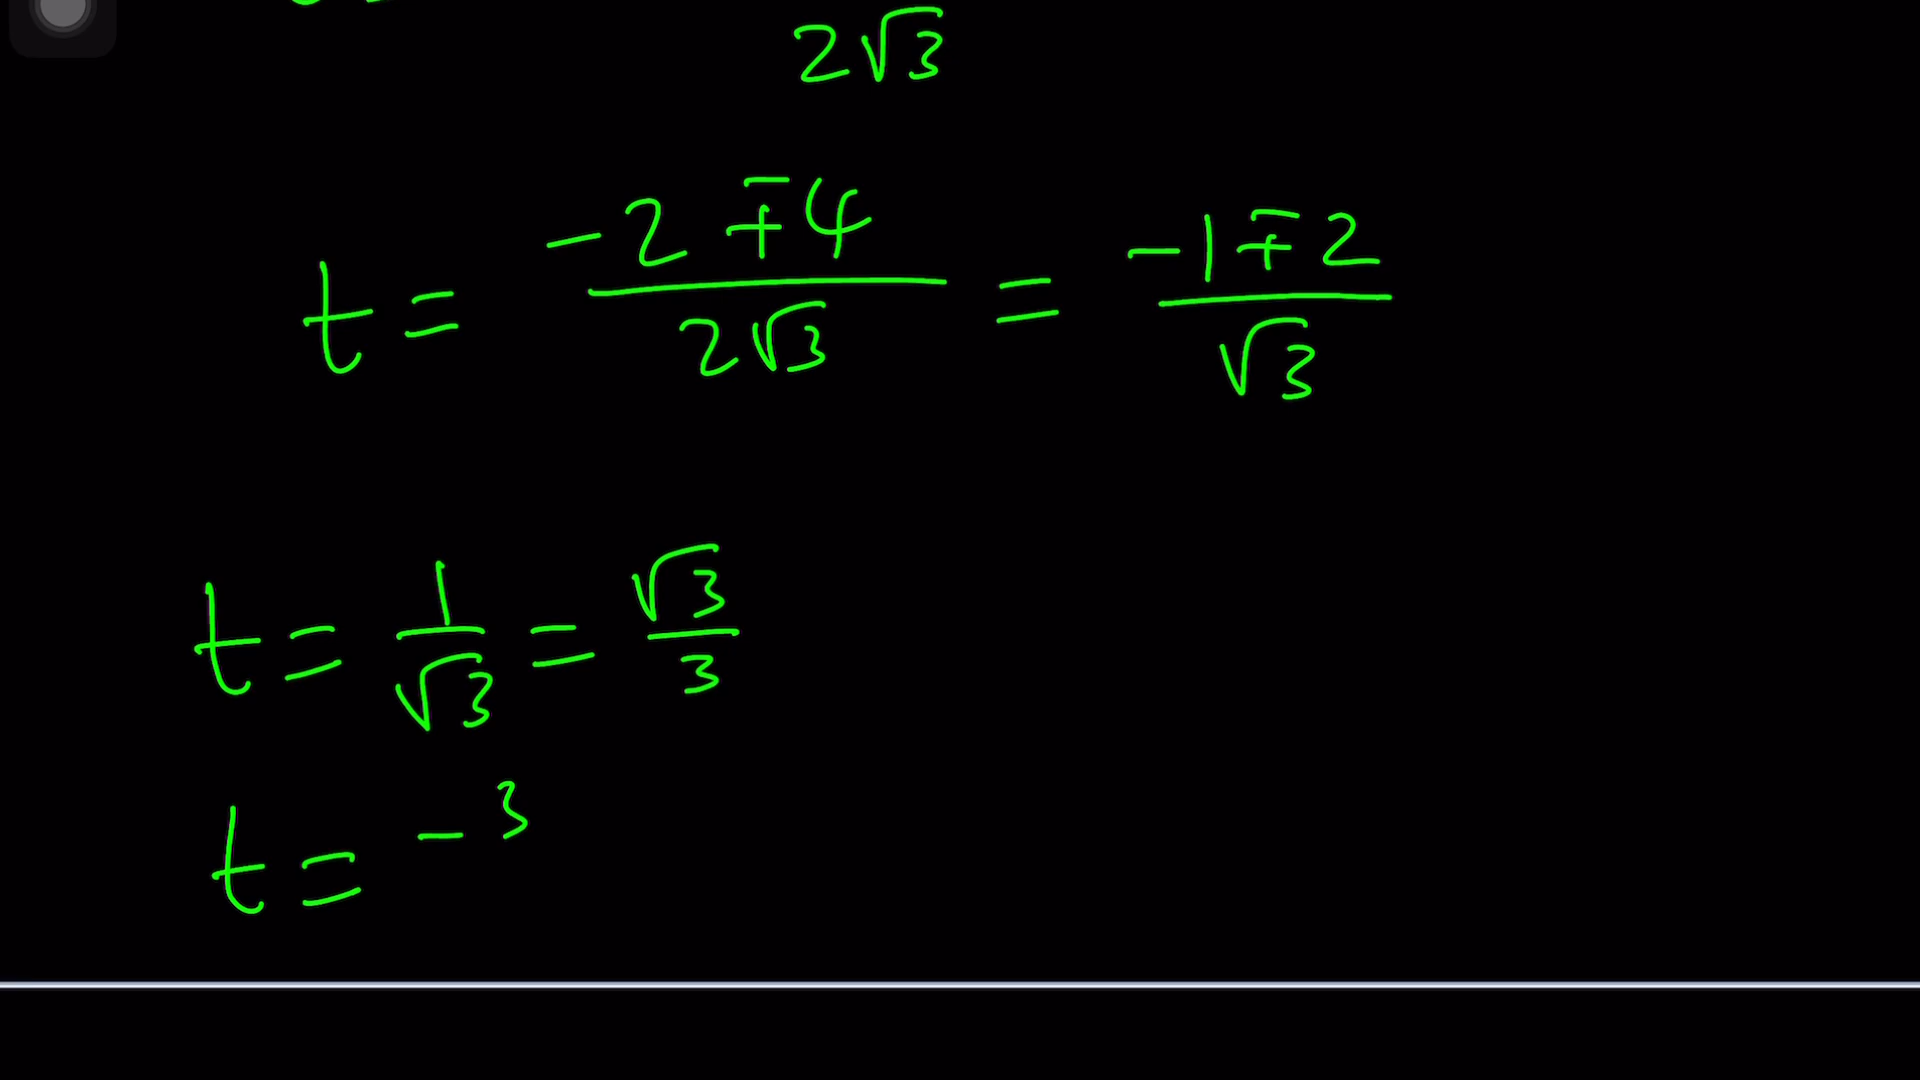 2√3
t = (-2 ∓ 4)/(2√3) = (-1 ∓ 2)/√3
t = 1/√3 = √3/3
t = -3